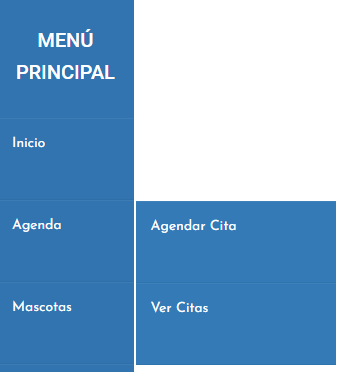 MENÚ
PRINCIPAL
Inicio
Agenda
Agendar Cita
Mascotas
Ver Citas